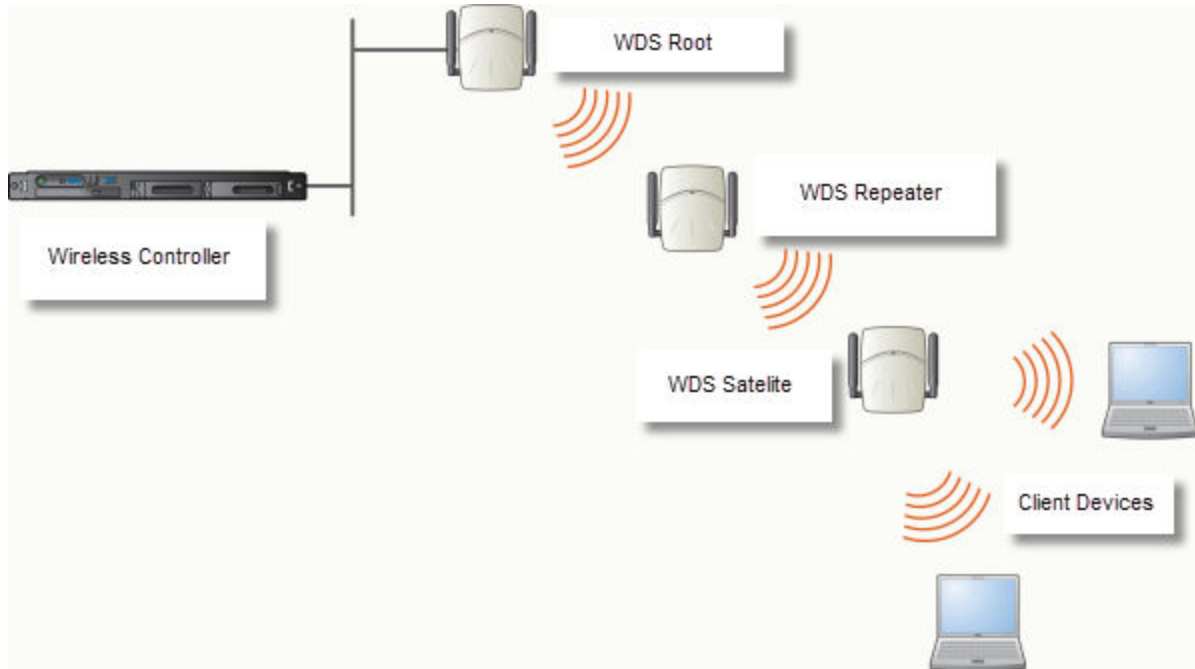 WDS Root
WDS Repeater
Wireless Controller
WDS Satelite
Client Devices